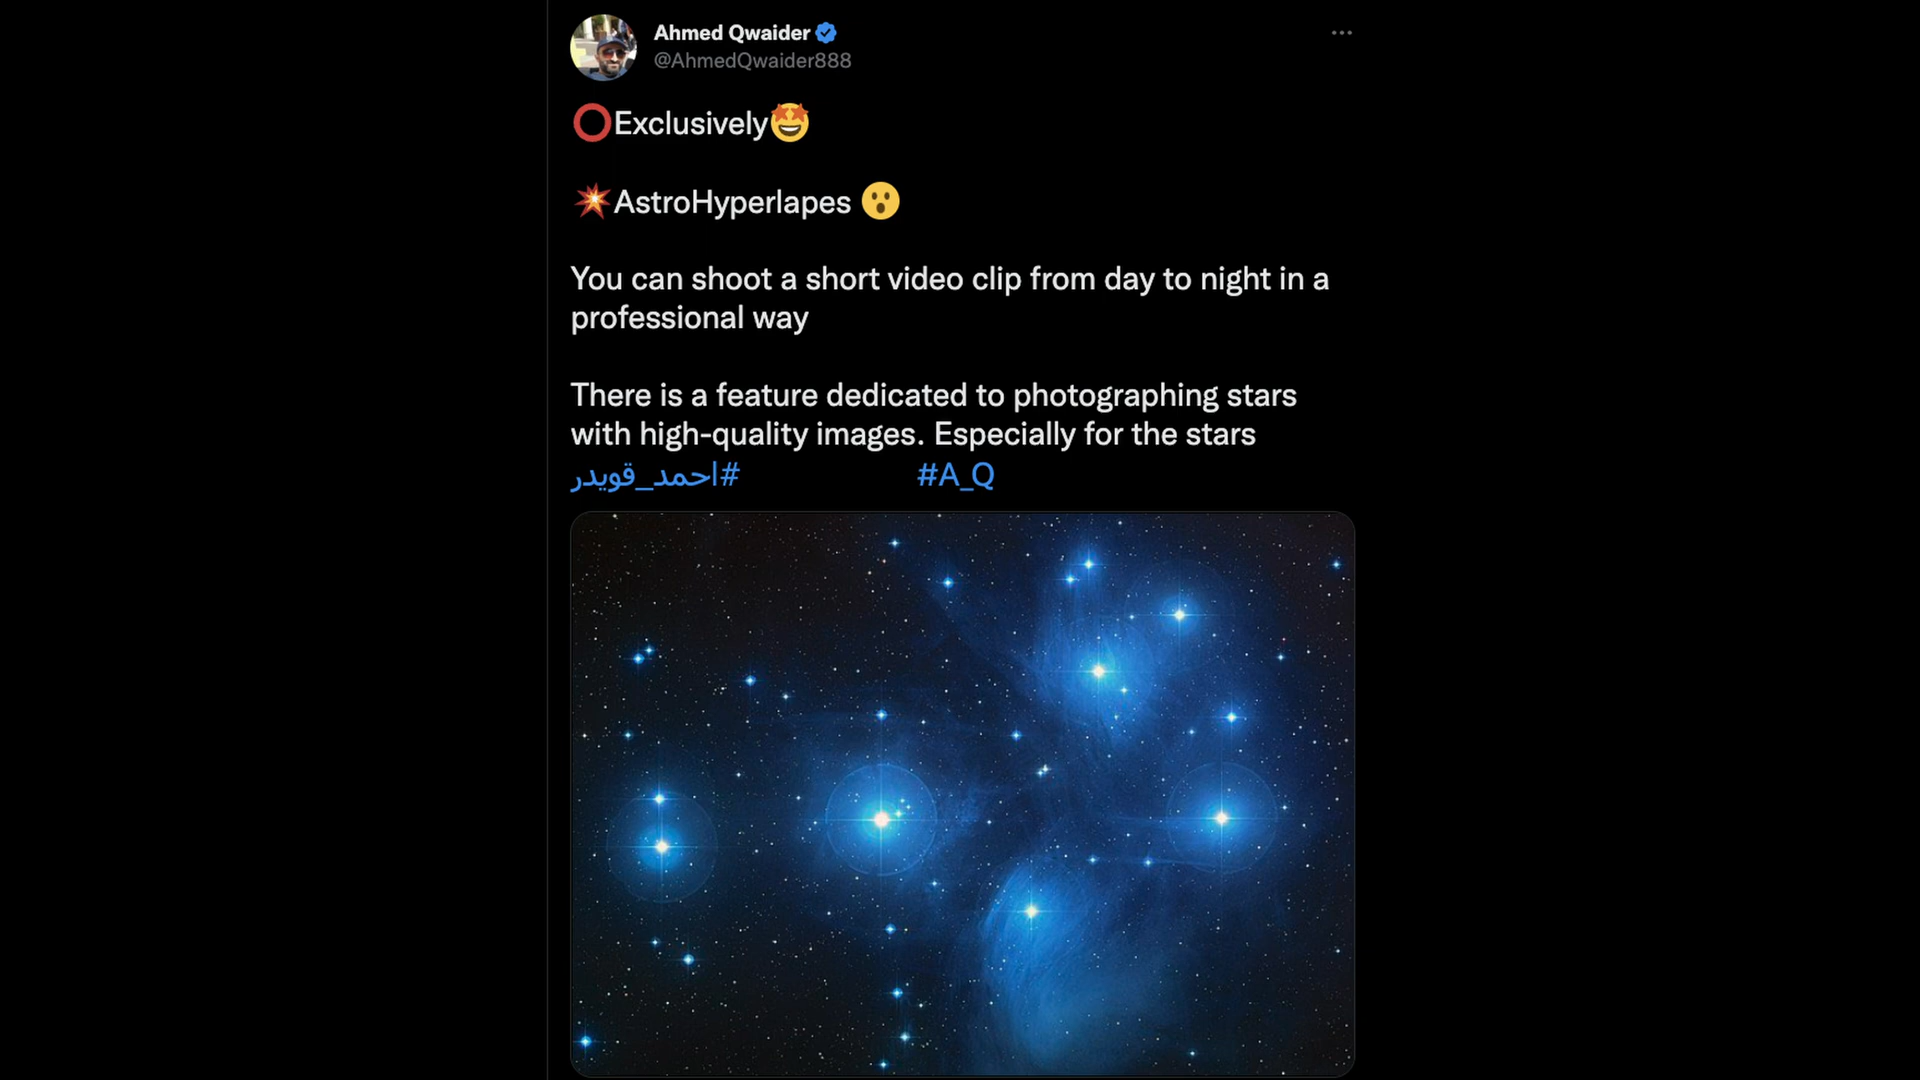 Ahmed Qwaider
@AhmedQwaider888
⭕Exclusively🤩
💥AstroHyperlapes 😮
You can shoot a short video clip from day to night in a
professional way
There is a feature dedicated to photographing stars
with high-quality images. Especially for the stars
#احمد_قويدر #A_Q